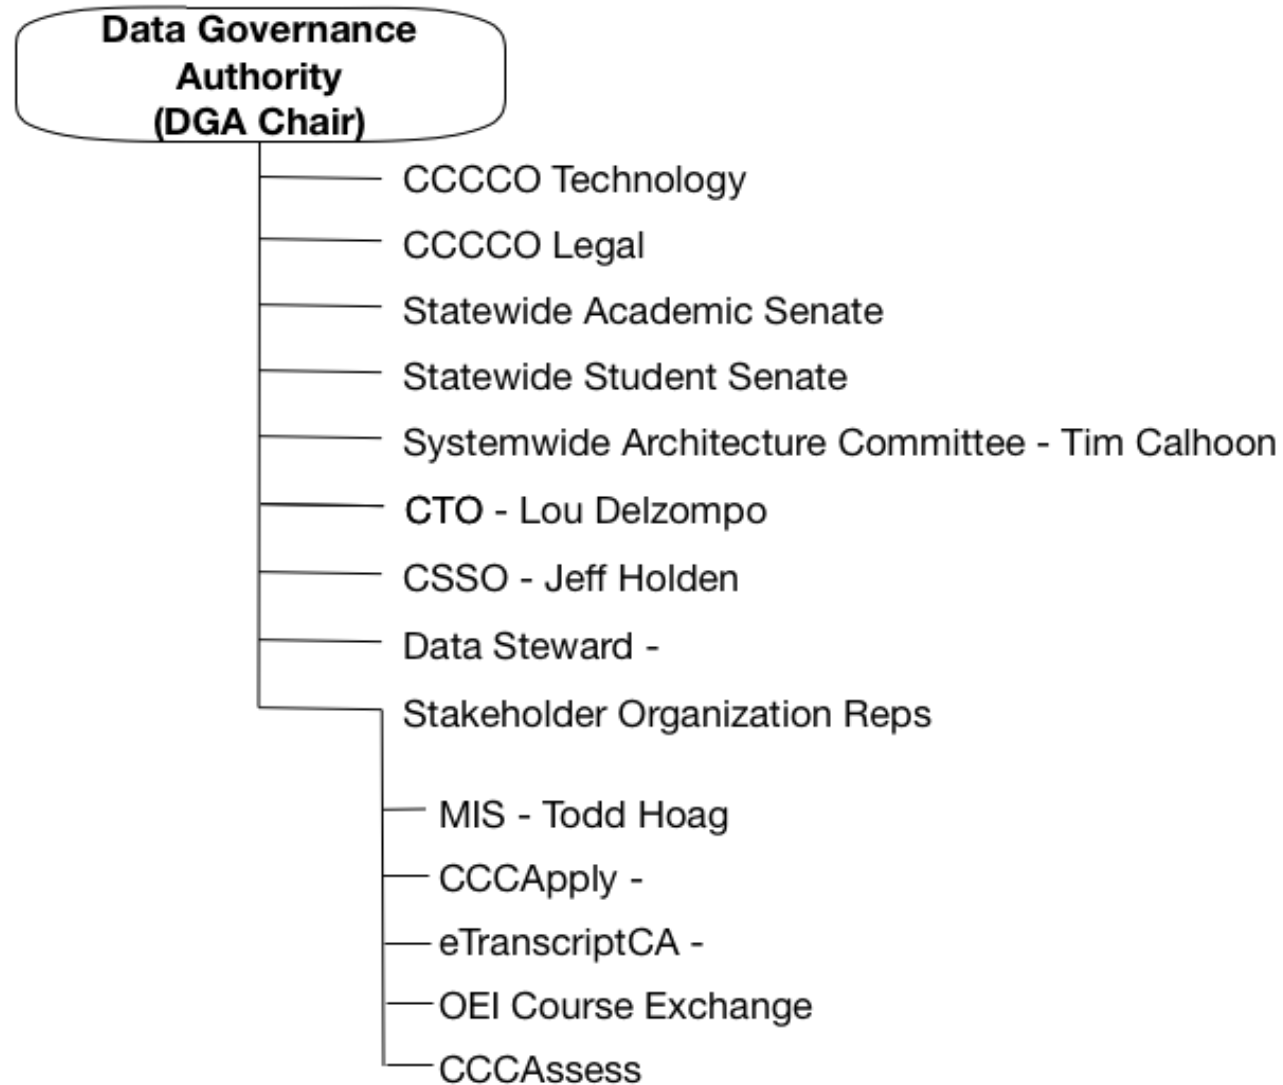 Data Governance
Authority
(DGA Chair)
CCCCO Technology
CCCCO Legal
Statewide Academic Senate
Statewide Student Senate
Systemwide Architecture Committee - Tim Calhoon
CTO - Lou Delzompo
CSSO - Jeff Holden
Data Steward -
Stakeholder Organization Reps
MIS - Todd Hoag
CCCApply -
eTranscriptCA -
OEI Course Exchange
CCCAssess